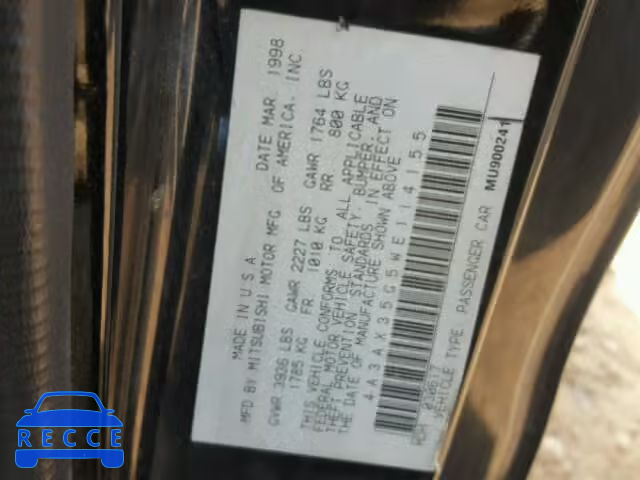 MADE IN U S A DATE MAR. 1998
MFD BY MITSUBISHI MOTOR MFG OF AMERICA, INC.
GVWR 3936 LBS GAWR 2227 LBS GAWR 1764 LBS
1785 KG FR 1010 KG RR 800 KG
THIS VEHICLE CONFORMS TO ALL APPLICABLE
FEDERAL MOTOR VEHICLE SAFETY, BUMPER, AND
THEFT PREVENTION STANDARDS IN EFFECT ON
THE DATE OF MANUFACTURE SHOWN ABOVE
4A3AX35G5WE114155
VEHICLE TYPE PASSENGER CAR
MU900241
RECCE